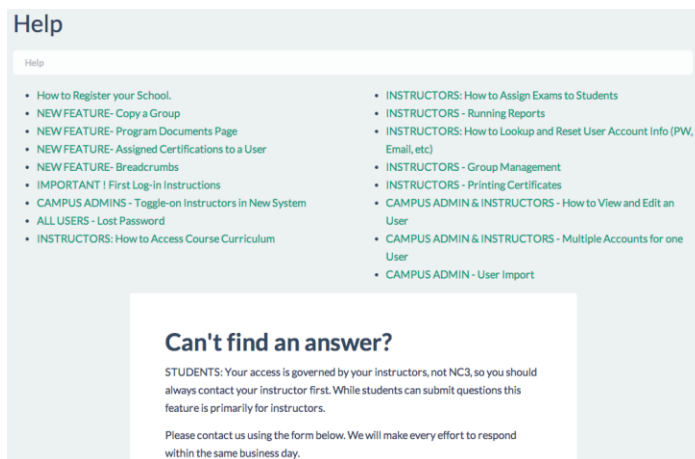 Help
Help
How to Register your School.
NEW FEATURE- Copy a Group
NEW FEATURE- Program Documents Page
NEW FEATURE- Assigned Certifications to a User
NEW FEATURE- Breadcrumbs
IMPORTANT ! First Log-in Instructions
CAMPUS ADMINS - Toggle-on Instructors in New System
ALL USERS - Lost Password
INSTRUCTORS: How to Access Course Curriculum
INSTRUCTORS: How to Assign Exams to Students
INSTRUCTORS - Running Reports
INSTRUCTORS: How to Lookup and Reset User Account Info (PW,
Email, etc)
INSTRUCTORS - Group Management
INSTRUCTORS - Printing Certificates
CAMPUS ADMIN & INSTRUCTORS - How to View and Edit an
User
CAMPUS ADMIN & INSTRUCTORS - Multiple Accounts for one
User
CAMPUS ADMIN - User Import
Can't find an answer?
STUDENTS: Your access is governed by your instructors, not NC3, so you should
always contact your instructor first. While students can submit questions this
feature is primarily for instructors.
Please contact us using the form below. We will make every effort to respond
within the same business day.